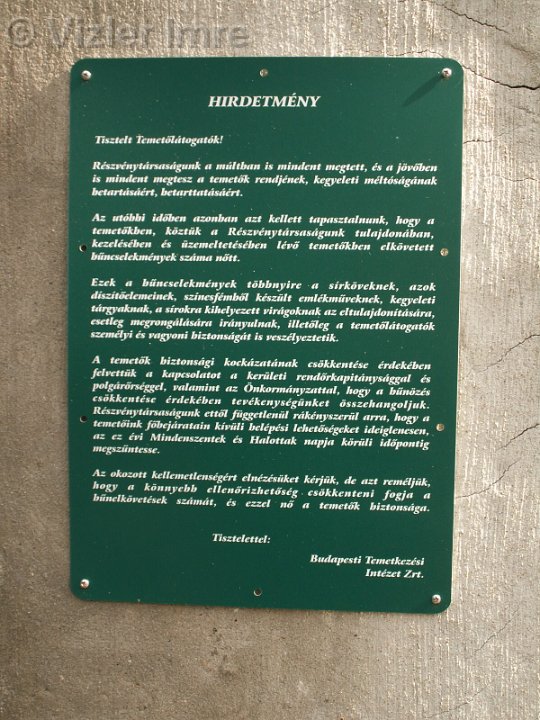 © Vizler Imre
HIRDETMÉNY
Tisztelt Temetőlátogatók!
Részvénytársaságunk a múltban is mindent megtett, és a jövőben
is mindent megtesz a temetők rendjének, kegyeleti méltóságának
betartásáért, betarttatásáért.
Az utóbbi időben azonban azt kellett tapasztalnunk, hogy a
temetőkben, köztük a Részvénytársaságunk tulajdonában,
kezelésében és üzemeltetésében lévő temetőkben elkövetett
bűncselekmények száma nőtt.
Ezek a bűncselekmények többnyire a sírköveknek, azok
díszítőelemeinek, színesfémből készült emlékműveknek, kegyeleti
tárgyaknak, a sírokra kihelyezett virágoknak az eltulajdonítására,
esetleg megrongálására irányulnak, illetőleg a temetőlátogatók
személyi és vagyoni biztonságát is veszélyeztetik.
A temetők biztonsági kockázatának csökkentése érdekében
felvettük a kapcsolatot a kerületi rendőrkapitánysággal és
polgárőrséggel, valamint az Önkormányzattal, hogy a bűnözés
csökkentése érdekében tevékenységünket összehangoljuk.
Részvénytársaságunk ettől függetlenül rákényszerül arra, hogy a
temetőink főbejáratain kívüli belépési lehetőségeket ideiglenesen,
az ez évi Mindenszentek és Halottak napja körüli időpontig
megszüntesse.
Az okozott kellemetlenségért elnézésüket kérjük, de azt reméljük,
hogy a könnyebb ellenőrizhetőség csökkenteni fogja a
bűnelkövetések számát, és ezzel nő a temetők biztonsága.
Tisztelettel:
Budapesti Temetkezési
Intézet Zrt.